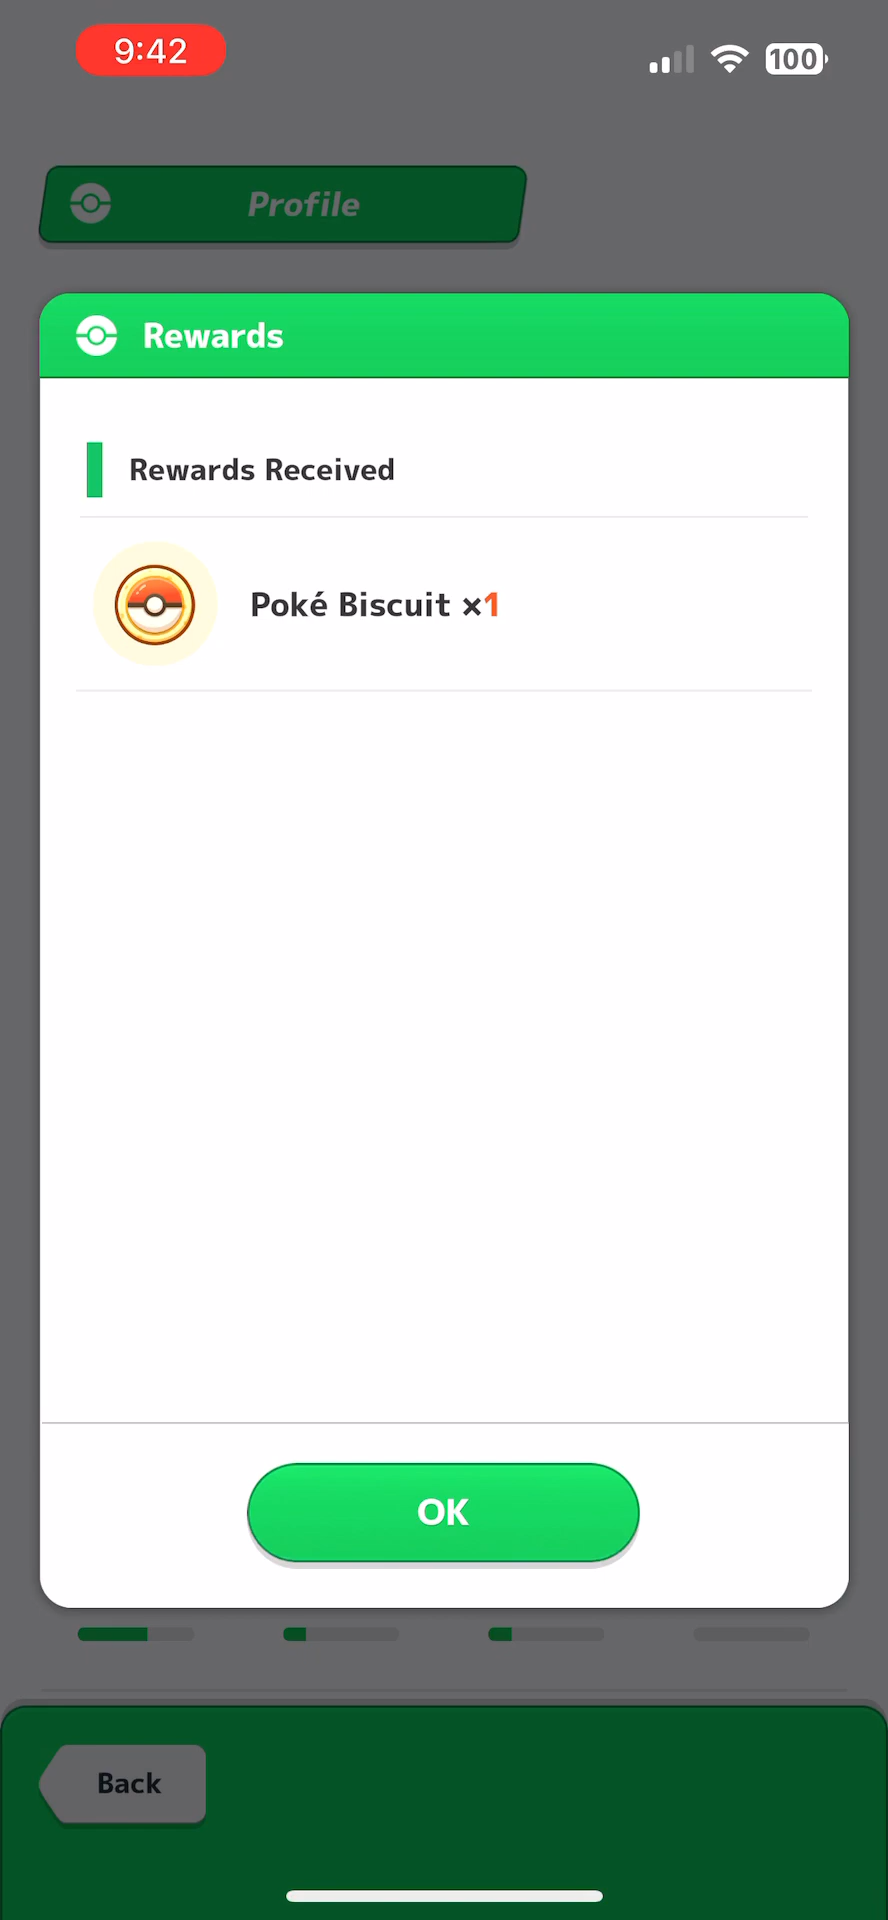 9:42
100
Profile
Rewards
Rewards Received
Poké Biscuit ×1
OK
Back